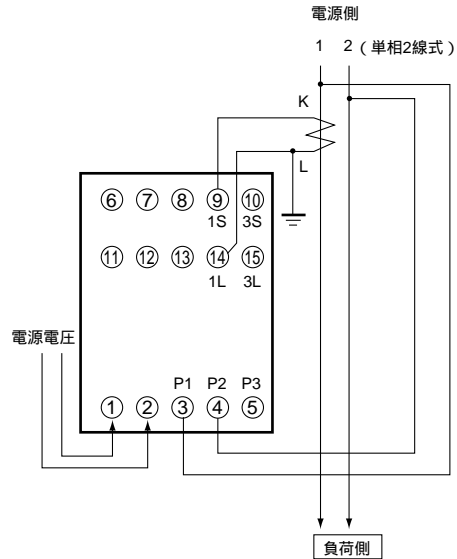 電源側
1 2 (単相2線式)
K
L
⑥ ⑦ ⑧ ⑨ ⑩
1S 3S
⑪ ⑫ ⑬ ⑭ ⑮
1L 3L
電源電圧
P1 P2 P3
① ② ③ ④ ⑤
負荷側